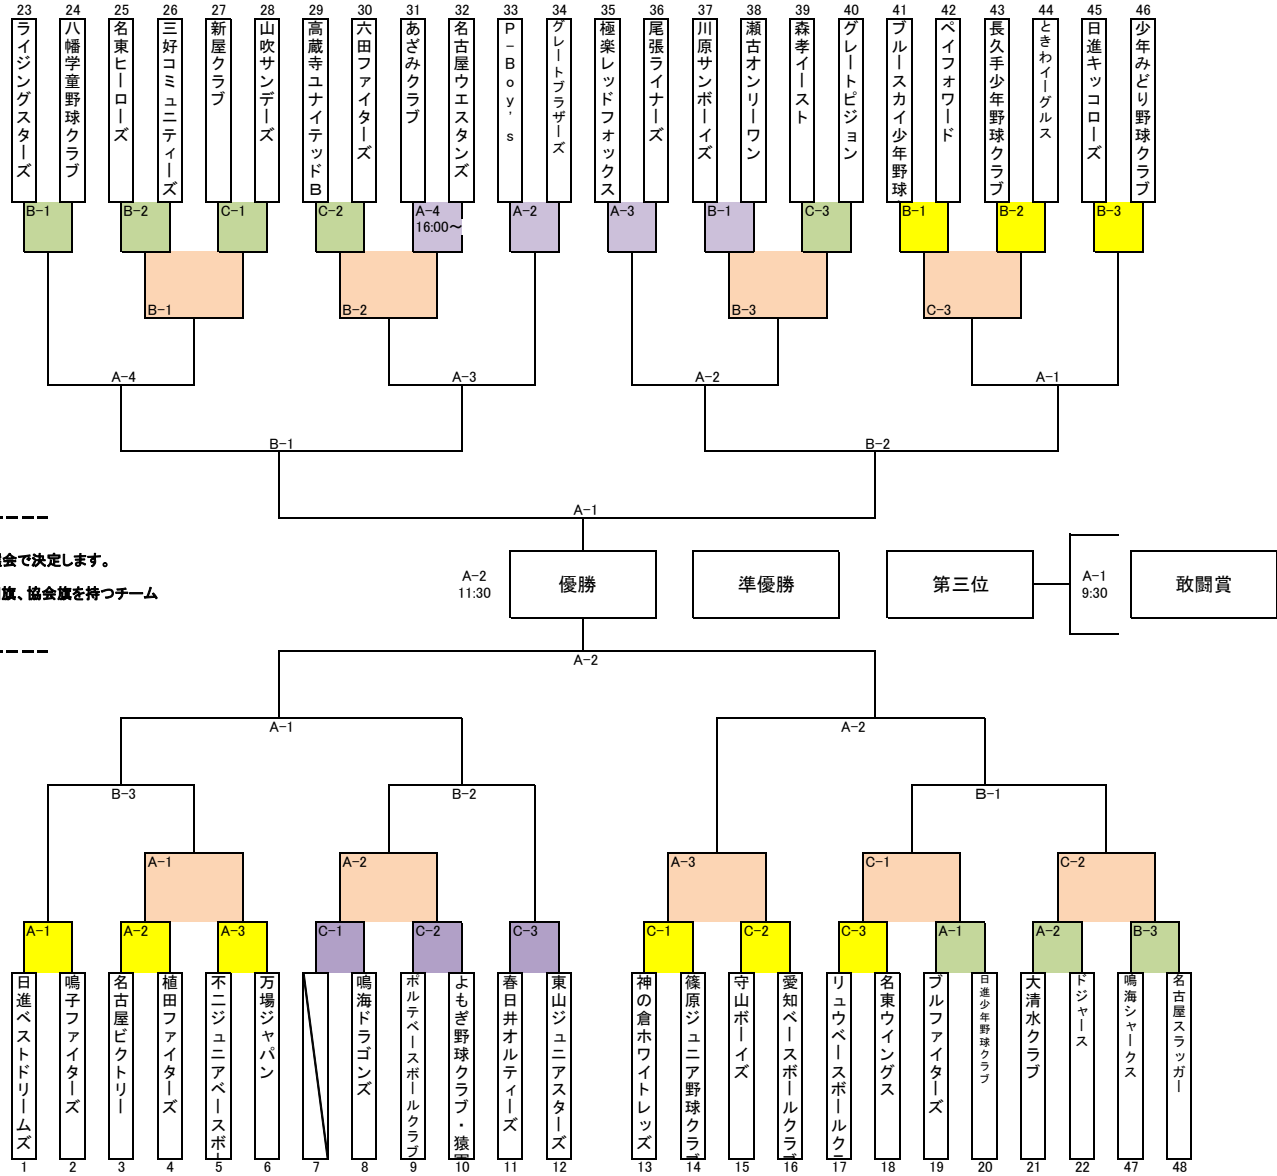 23 24 25 26 27 28 29 30 31 32 33 34 35 36 37 38 39 40 41 42 43 44 45 46
ライジングスターズ
八幡学童野球クラブ
名東ヒーローズ
三好コミュニティーズ
新屋クラブ
山吹サンデーズ
高蔵寺ユナイテッドB
六田ファイターズ
あざみクラブ
名古屋ウエスタンズ
P-Boy's
グレートブラザーズ
極楽レッドフォックス
尾張ライナーズ
川原サンボーイズ
瀬古オンリーワン
森孝イースト
グレートピジョン
ブルースカイ少年野球
ペイフォワード
長久手少年野球クラブ
ときわイーグルス
日進キッコローズ
少年みどり野球クラブ
B-1 B-2 C-1 C-2 A-4 A-2 A-3 B-1 C-3 B-1 B-2 B-3
16:00～
B-1 B-2 B-3 C-3
A-4 A-3 A-2 A-1
B-1 B-2
A-1
会で決定します。
旗、協会旗を持つチーム
A-2
11:30
優勝
準優勝
第三位
A-1
9:30
敢闘賞
A-2
A-1 A-2
B-3 B-2 B-1
A-1 A-2 A-3 C-1 C-2
A-1 A-2 A-3 C-1 C-2 C-3 C-1 C-2 C-3 A-1 A-2 B-3
日進ベストドリームズ
鳴子ファイターズ
名古屋ビクトリー
植田ファイターズ
不二ジュニアベースボー
万場ジャパン
鳴海ドラゴンズ
ポルテベースボールクラブ
よもぎ野球クラブ・猿
春日井オルティーズ
東山ジュニアスターズ
神の倉ホワイトレッズ
篠原ジュニア野球クラブ
守山ボーイズ
愛知ベースボールクラブ
リュウベースボールクラ
名東ウイングス
ブルファイターズ
日進少年野球クラブ
大清水クラブ
ドジャース
鳴海シャークス
名古屋スラッガー
1 2 3 4 5 6 7 8 9 10 11 12 13 14 15 16 17 18 19 20 21 22 47 48